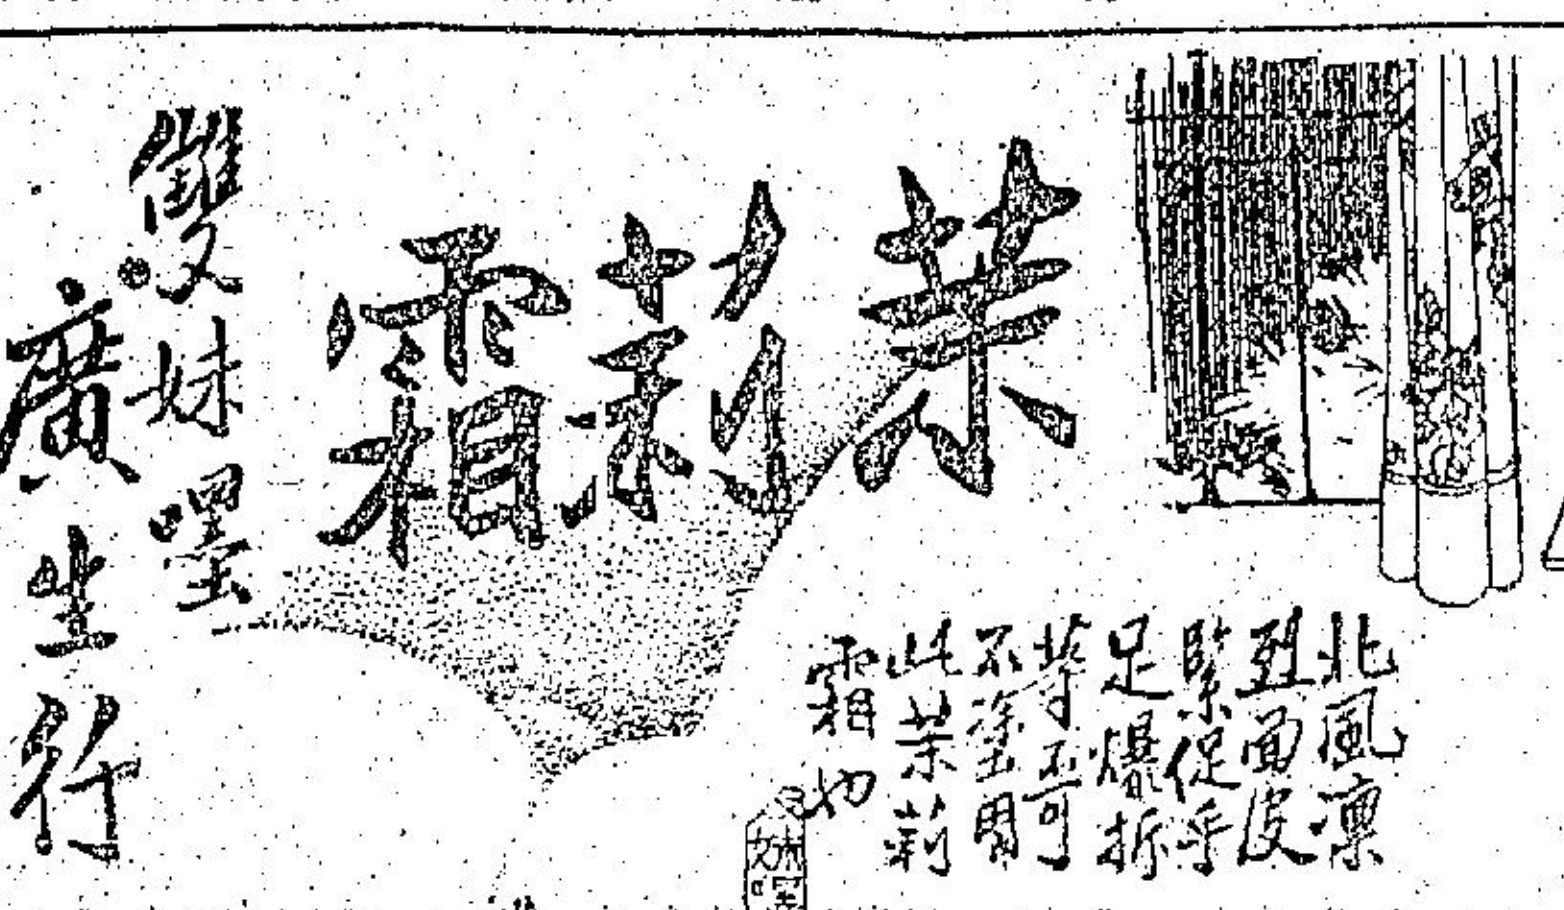 茉莉霜
北風凜
烈面皮
緊促手
足爆拆
等不可
不塗用
此茉莉
霜也
雙妹嚜
廣生行